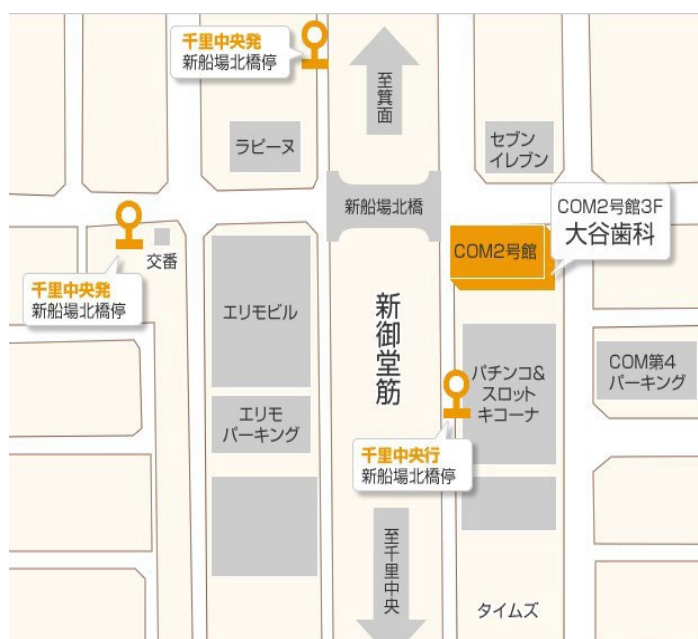 千里中央発
新船場北橋停
至箕面
ラピーヌ
セブン
イレブン
新船場北橋
COM2号館3F
大谷歯科
COM2号館
交番
千里中央発
新船場北橋停
エリモビル
新御堂筋
パチンコ&
スロット
キコーナ
COM第4
パーキング
エリモ
パーキング
千里中央行
新船場北橋停
至千里中央
タイムズ